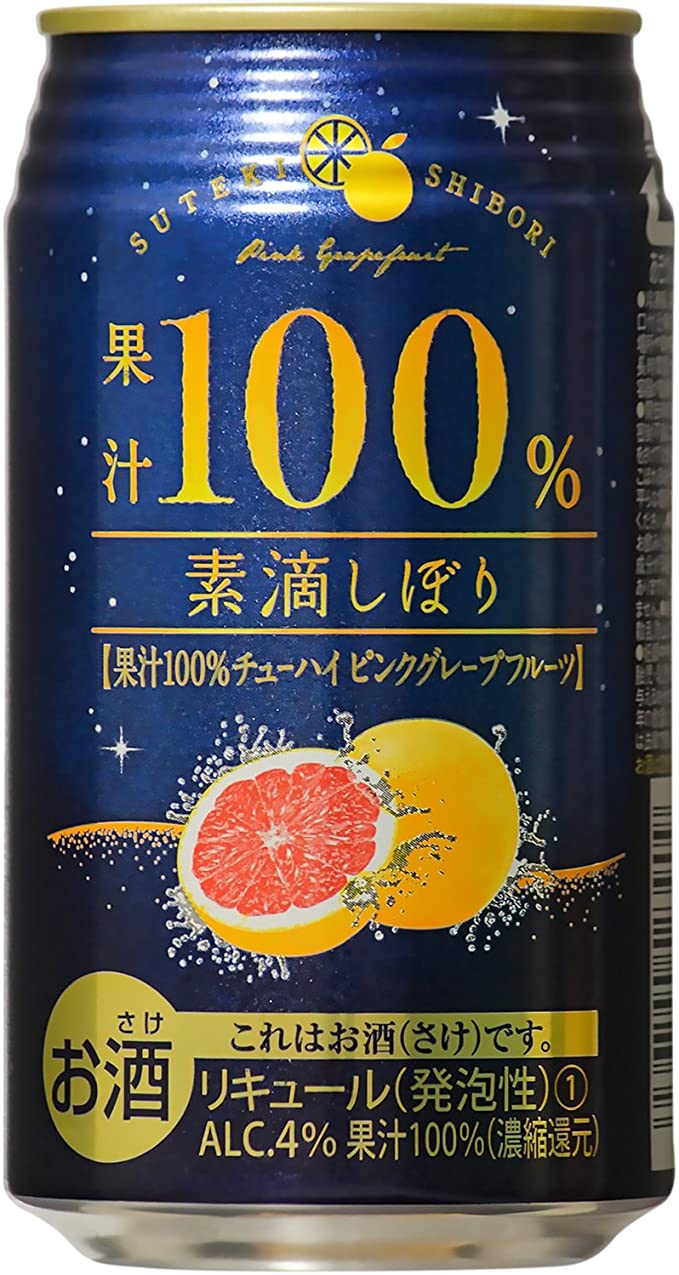 SUTEKI SHIBORI
Pink Grapefruit
果汁100%
素滴しぼり
【果汁100%チューハイ ピンクグレープフルーツ】
さけ
お酒
これはお酒(さけ)です。
リキュール(発泡性)①
ALC.4% 果汁100%(濃縮還元)